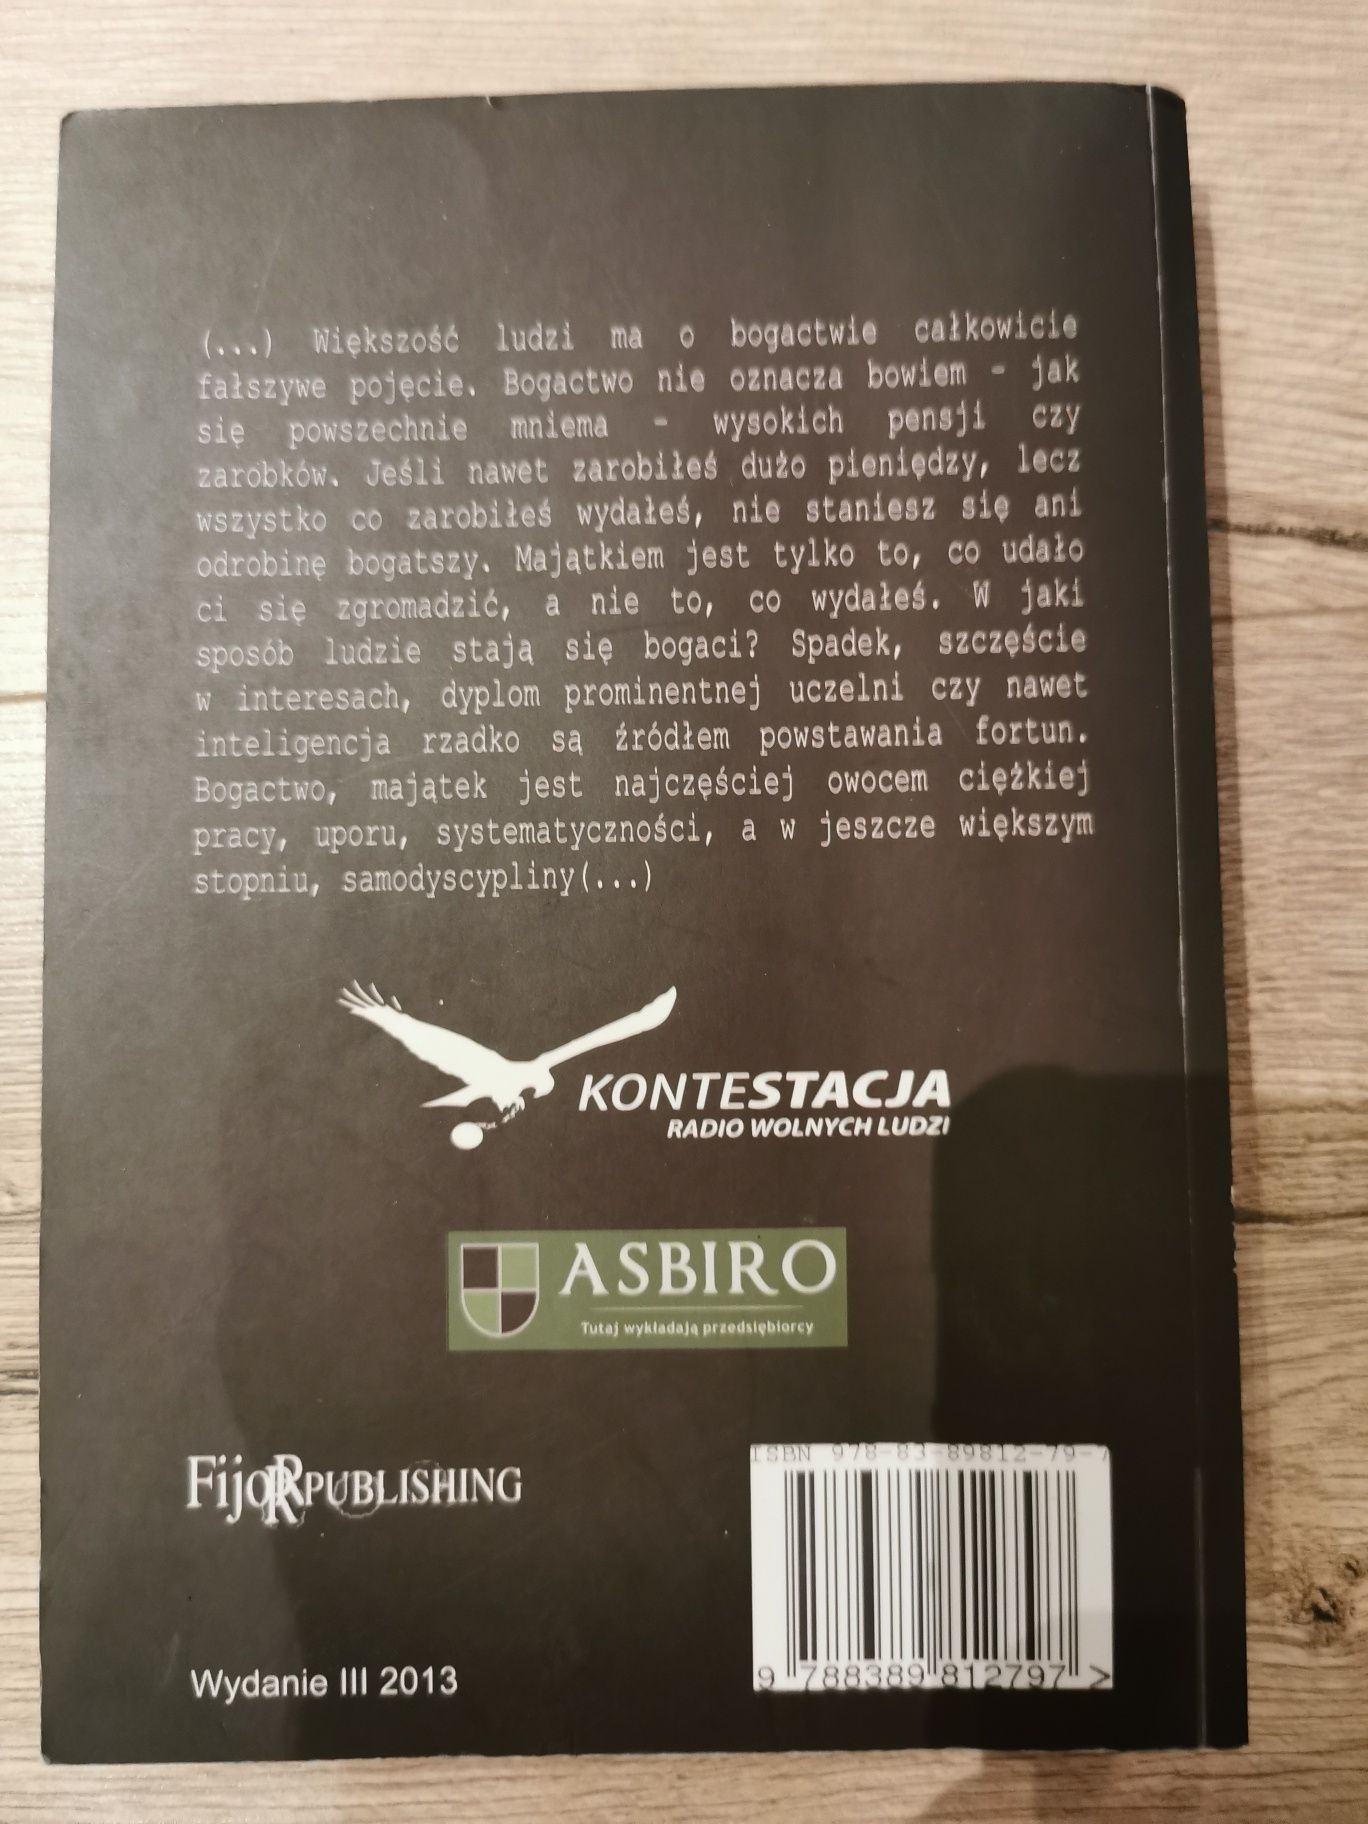 (...) Większość ludzi ma o bogactwie całkowicie
fałszywe pojęcie. Bogactwo nie oznacza bowiem - jak
się powszechnie mniema - wysokich pensji czy
zarobków. Jeśli nawet zarobiłeś dużo pieniędzy, lecz
wszystko co zarobiłeś wydałeś, nie staniesz się ani
odrobinę bogatszy. Majątkiem jest tylko to, co udało
ci się zgromadzić, a nie to, co wydałeś. W jaki
sposób ludzie stają się bogaci? Spadek, szczęście
w interesach, dyplom prominentnej uczelni czy nawet
inteligencja rzadko są źródłem powstawania fortun.
Bogactwo, majątek jest najczęściej owocem ciężkiej
pracy, uporu, systematyczności, a w jeszcze większym
stopniu, samodyscypliny(...)
KONTESTACJA
RADIO WOLNYCH LUDZI
ASBIRO
Tutaj wykładają przedsiębiorcy
FijoRR PUBLISHING
ISBN 978-83-89812-79-7
9 788389 812797 >
Wydanie III 2013